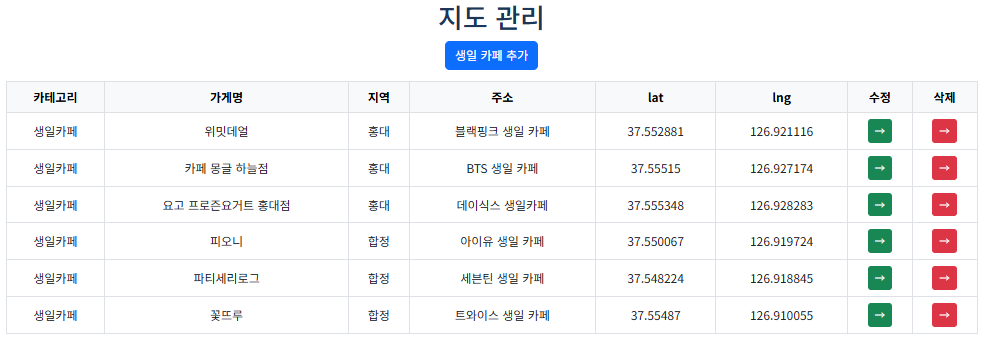 지도 관리
생일 카페 추가
카테고리 가게명 지역 주소 lat lng 수정 삭제
생일카페 위밋데얼 홍대 블랙핑크 생일 카페 37.552881 126.921116 → →
생일카페 카페 몽글 하늘점 홍대 BTS 생일 카페 37.55515 126.927174 → →
생일카페 요고 프로즌요거트 홍대점 홍대 데이식스 생일카페 37.555348 126.928283 → →
생일카페 피오니 합정 아이유 생일 카페 37.550067 126.919724 → →
생일카페 파티세리로그 합정 세븐틴 생일 카페 37.548224 126.918845 → →
생일카페 꽃뜨루 합정 트와이스 생일 카페 37.55487 126.910055 → →